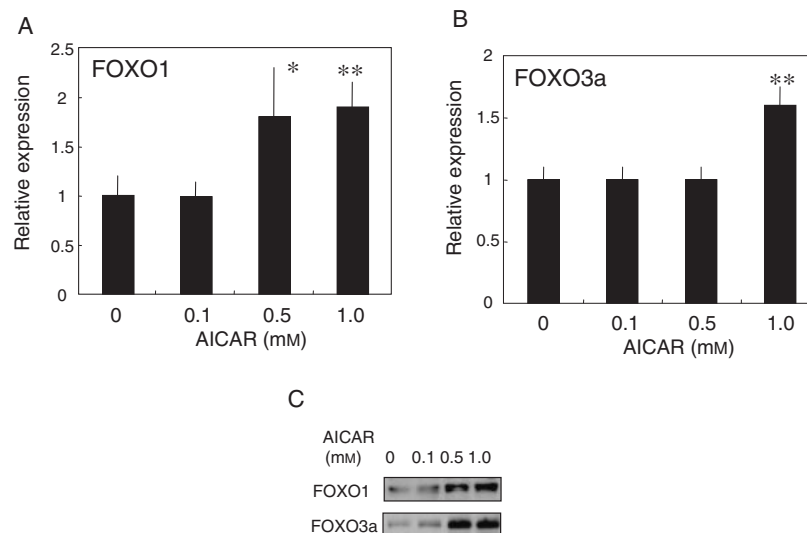 A
FOXO1
* **
Relative expression
2.5
2
1.5
1
0.5
0
0 0.1 0.5 1.0
AICAR (mM)
B
FOXO3a
**
Relative expression
2
1.5
1
0.5
0
0 0.1 0.5 1.0
AICAR (mM)
C
AICAR
(mM) 0 0.1 0.5 1.0
FOXO1
FOXO3a